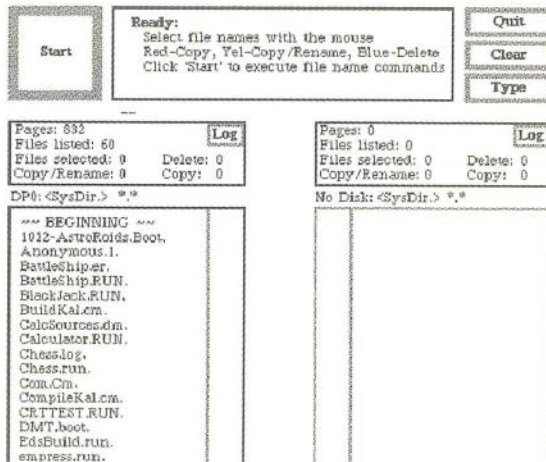 Start
Ready:
Select file names with the mouse
Red-Copy, Yel-Copy/Rename, Blue-Delete
Click 'Start' to execute file name commands
Quit
Clear
Type
Pages: 832
Files listed: 60
Files selected: 0 Delete: 0
Copy/Rename: 0 Copy: 0
Log
DP0: <SysDir.> *.*
~~ BEGINNING ~~
1012-AstroRoids.Boot.
Anonymous.1.
BattleShip.er.
BattleShip.RUN.
BlackJack.RUN.
BuildKal.cm.
CalcSources.dm.
Calculator.RUN.
Chess.log.
Chess.run.
Com.Cm.
CompileKal.cm.
CRTTEST.RUN.
DMT.boot.
EdsBuild.run.
empress.run.
Pages: 0
Files listed: 0
Files selected: 0 Delete: 0
Copy/Rename: 0 Copy: 0
Log
No Disk: <SysDir.> *.*